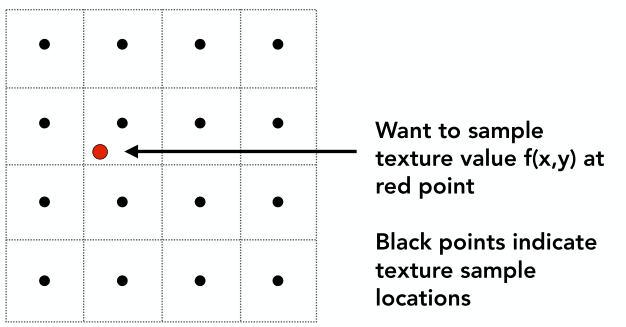 Want to sample
texture value f(x,y) at
red point
Black points indicate
texture sample
locations